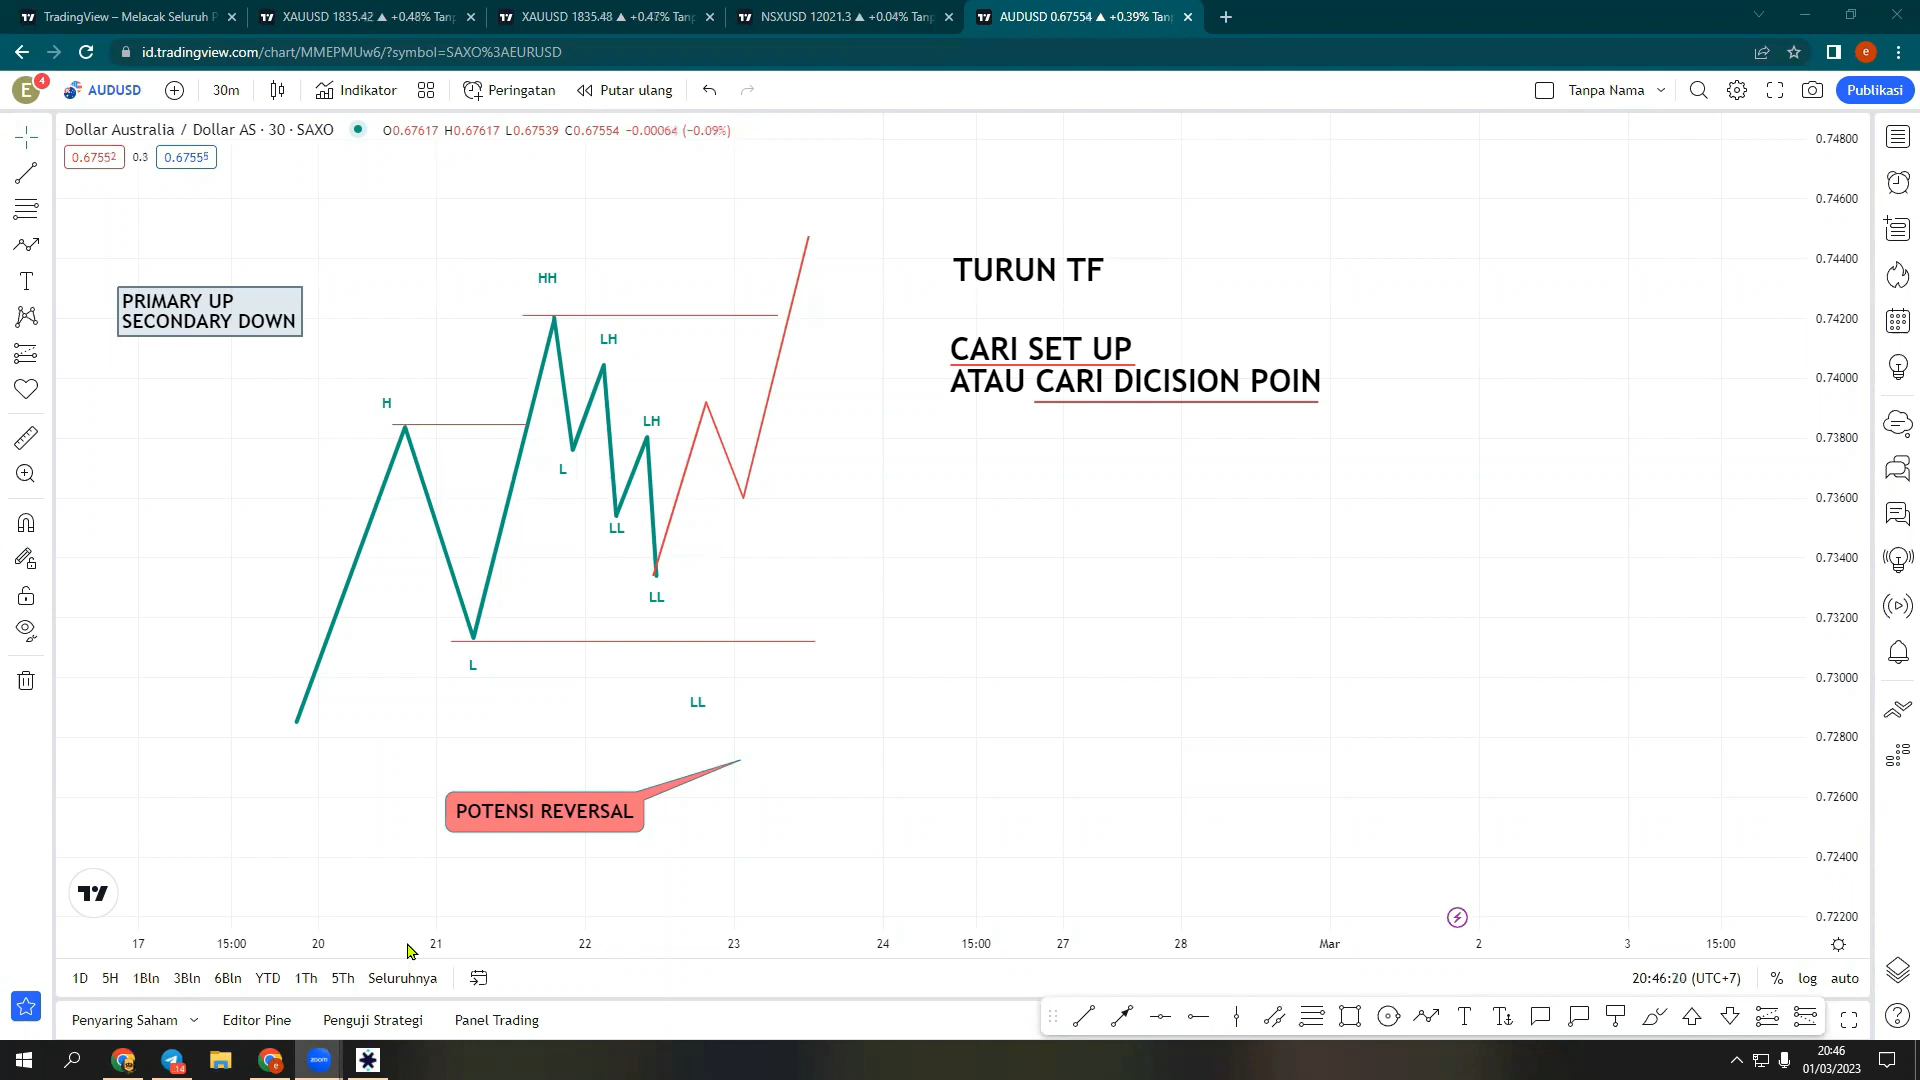 TradingView – Melacak Seluruh P
XAUUSD 1835.42 ▲ +0.48% Tanp
XAUUSD 1835.48 ▲ +0.47% Tanp
NSXUSD 12021.3 ▲ +0.04% Tanp
AUDUSD 0.67554 ▲ +0.39% Tanp
id.tradingview.com/chart/MMEPMUw6/?symbol=SAXO%3AEURUSD
e
E
4
AUDUSD
30m
Indikator
Peringatan
Putar ulang
Tanpa Nama
Publikasi
Dollar Australia / Dollar AS · 30 · SAXO
O0.67617 H0.67617 L0.67539 C0.67554 −0.00064 (−0.09%)
0.67552
0.3
0.67555
PRIMARY UP
SECONDARY DOWN
H
HH
LH
LH
L
LL
LL
L
LL
POTENSI REVERSAL
TURUN TF
CARI SET UP
ATAU CARI DICISION POIN
0.74800
0.74600
0.74400
0.74200
0.74000
0.73800
0.73600
0.73400
0.73200
0.73000
0.72800
0.72600
0.72400
0.72200
17
15:00
20
21
22
23
24
15:00
27
28
Mar
2
3
15:00
1D
5H
1Bln
3Bln
6Bln
YTD
1Th
5Th
Seluruhnya
20:46:20 (UTC+7)
%
log
auto
Penyaring Saham
Editor Pine
Penguji Strategi
Panel Trading
zoom
14
20:46
01/03/2023